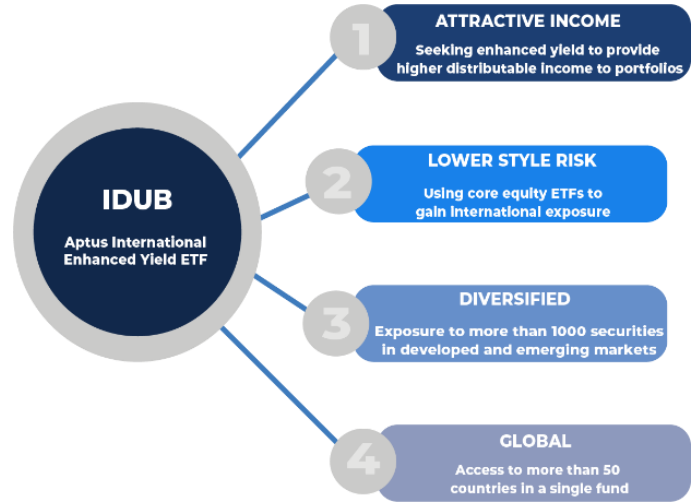 IDUB
Aptus International
Enhanced Yield ETF
1
ATTRACTIVE INCOME
Seeking enhanced yield to provide
higher distributable income to portfolios
2
LOWER STYLE RISK
Using core equity ETFs to
gain international exposure
3
DIVERSIFIED
Exposure to more than 1000 securities
in developed and emerging markets
4
GLOBAL
Access to more than 50
countries in a single fund